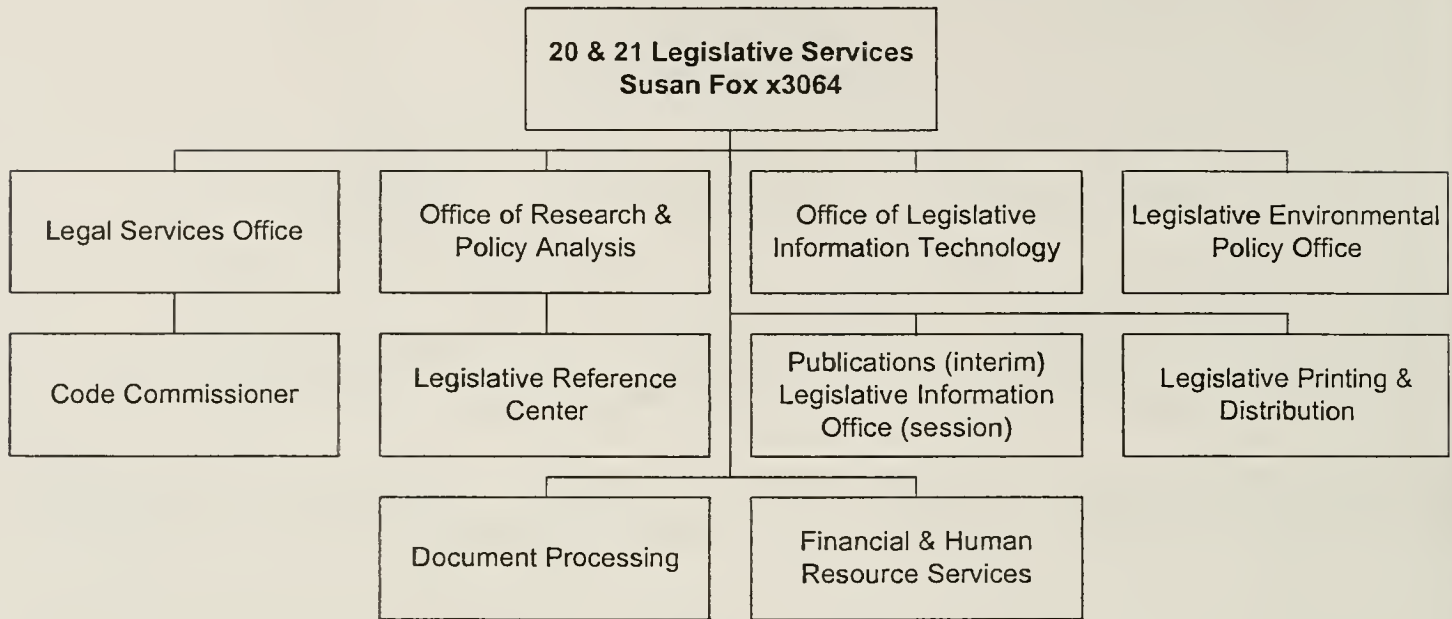 20 & 21 Legislative Services
Susan Fox x3064
Legal Services Office
Office of Research &
Policy Analysis
Office of Legislative
Information Technology
Legislative Environmental
Policy Office
Code Commissioner
Legislative Reference
Center
Publications (interim)
Legislative Information
Office (session)
Legislative Printing &
Distribution
Document Processing
Financial & Human
Resource Services